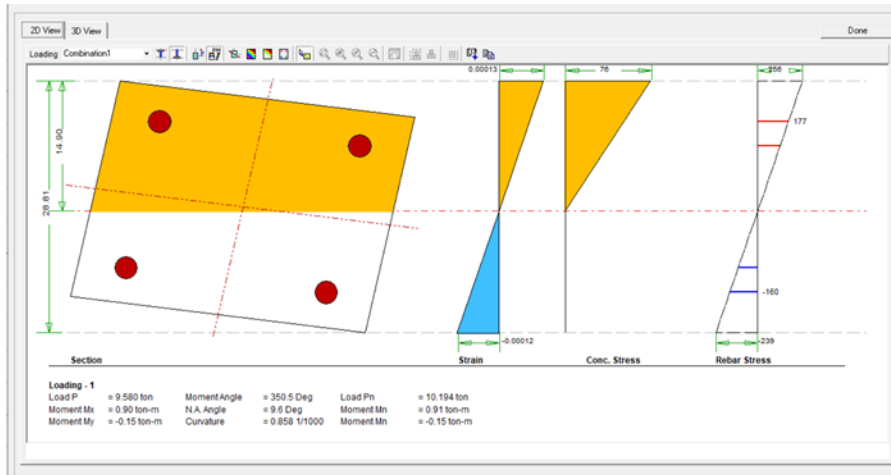 2D View 3D View Done
Loading Combination1
0.00013 76 256
177
14.90
28.81
-160
-0.00012 -239
Section Strain Conc. Stress Rebar Stress
Loading - 1
Load P = 9.580 ton Moment Angle = 350.5 Deg Load Pn = 10.194 ton
Moment Mx = 0.90 ton-m N.A. Angle = 9.6 Deg Moment Mn = 0.91 ton-m
Moment My = -0.15 ton-m Curvature = 0.858 1/1000 Moment Mn = -0.15 ton-m